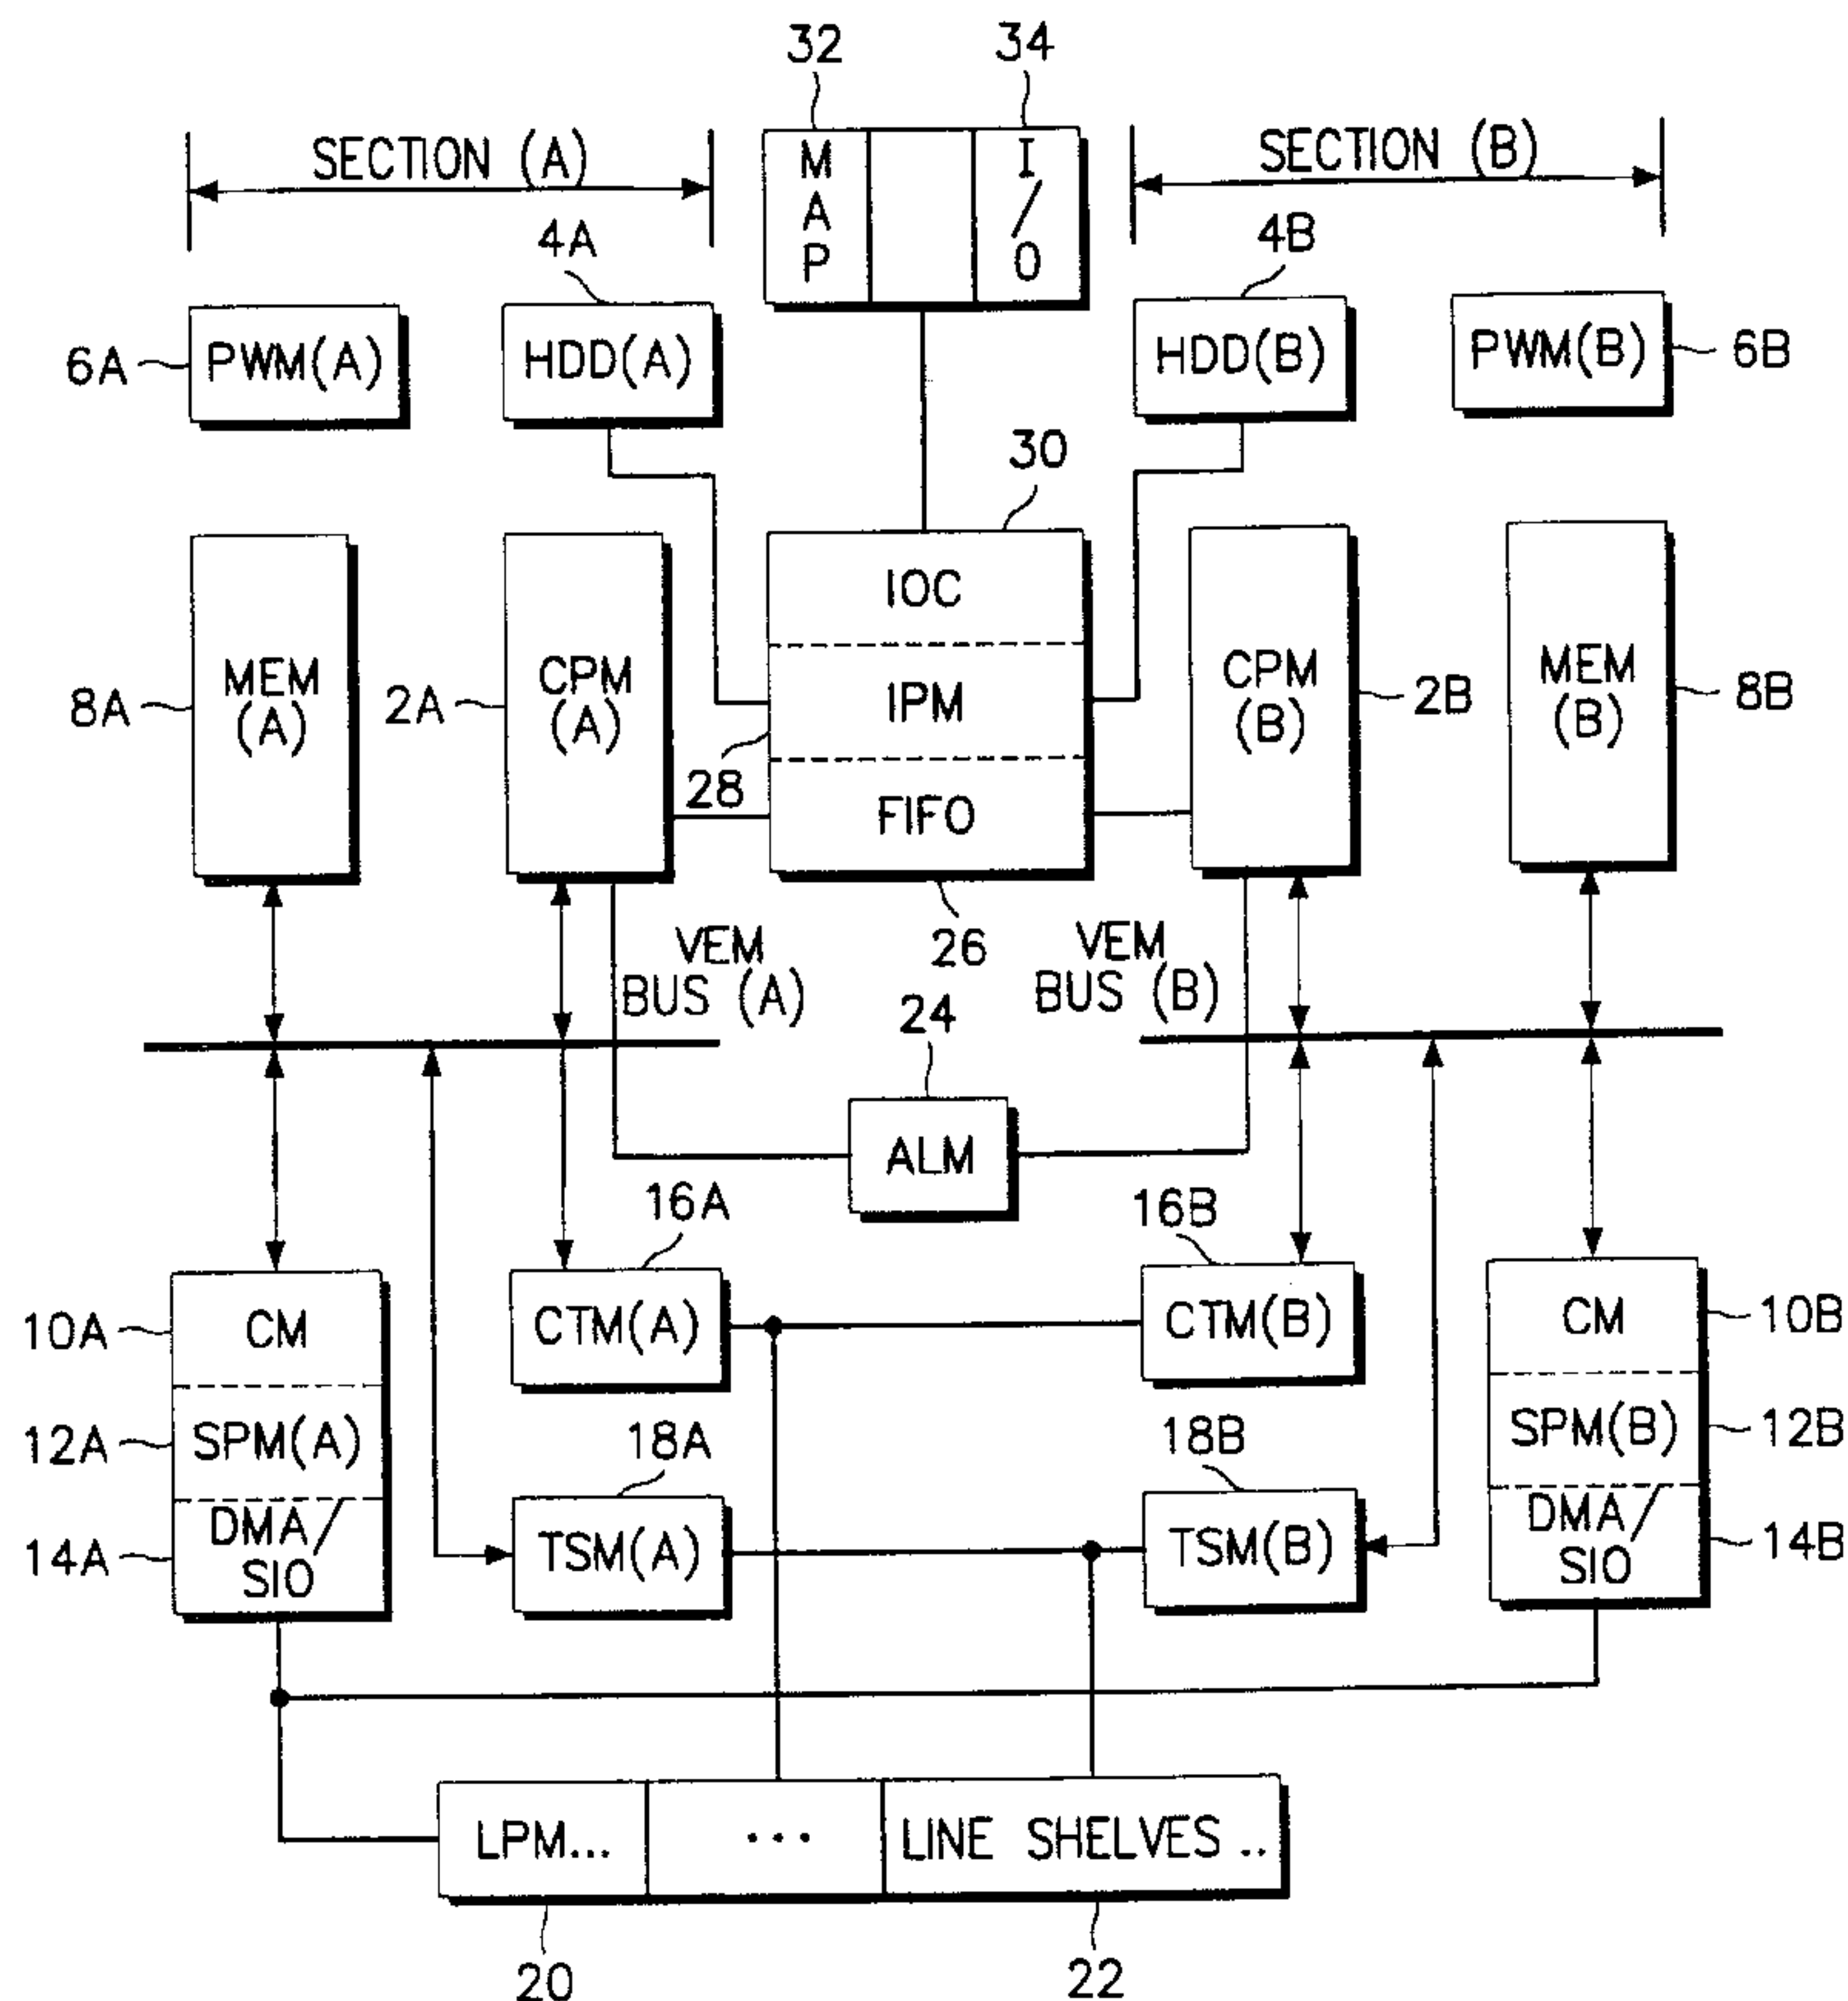 32
34
SECTION (A)
MAP
I/O
SECTION (B)
4A
4B
6A
PWM(A)
HDD(A)
HDD(B)
PWM(B)
6B
30
8A
MEM
(A)
2A
CPM
(A)
IOC
IPM
FIFO
28
26
CPM
(B)
2B
MEM
(B)
8B
VEM
BUS (A)
VEM
BUS (B)
24
ALM
16A
16B
10A
CM
CTM(A)
CTM(B)
CM
10B
12A
SPM(A)
18A
18B
SPM(B)
12B
14A
DMA/
SIO
TSM(A)
TSM(B)
DMA/
SIO
14B
LPM...
...
LINE SHELVES ..
20
22